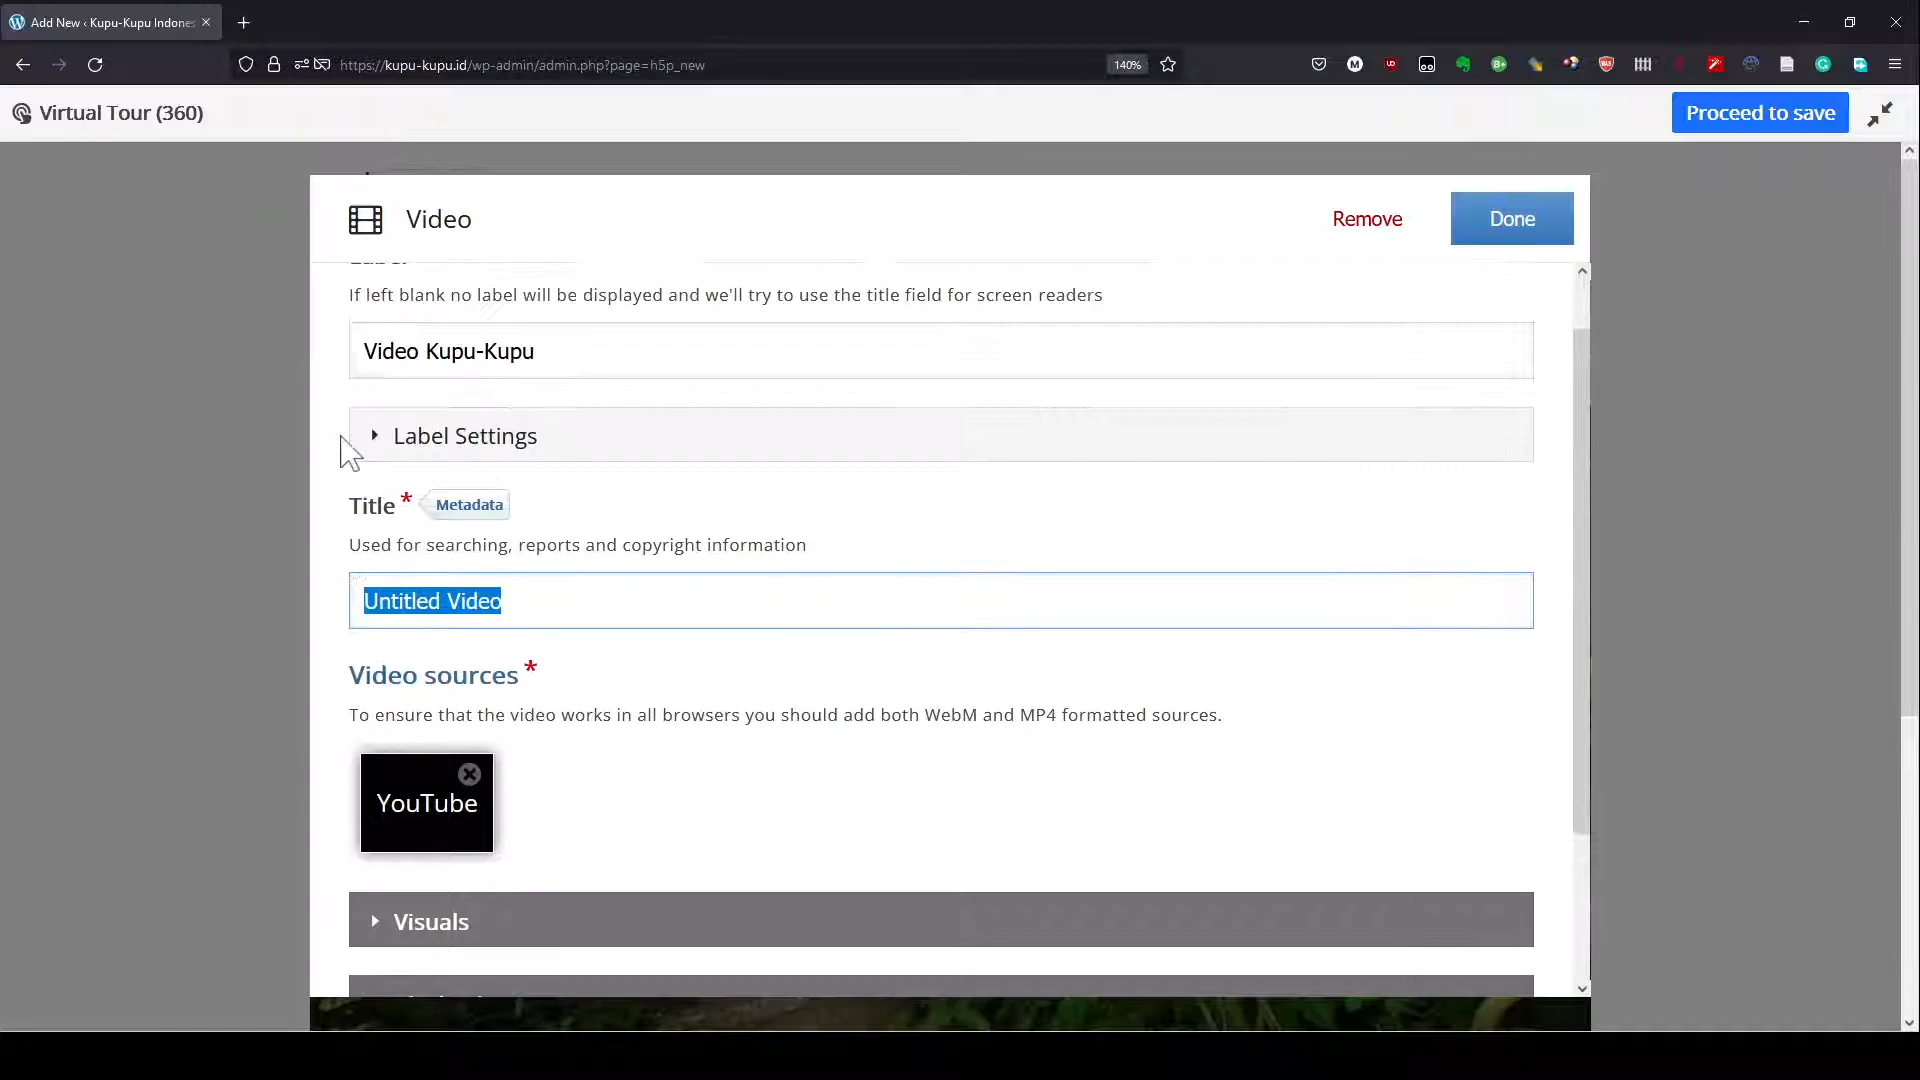 Add New ‹ Kupu-Kupu Indones
https://kupu-kupu.id/wp-admin/admin.php?page=h5p_new
140%
Virtual Tour (360)
Proceed to save
Video
Remove
Done
If left blank no label will be displayed and we'll try to use the title field for screen readers
Video Kupu-Kupu
Label Settings
Title *
Metadata
Used for searching, reports and copyright information
Untitled Video
Video sources *
To ensure that the video works in all browsers you should add both WebM and MP4 formatted sources.
YouTube
Visuals